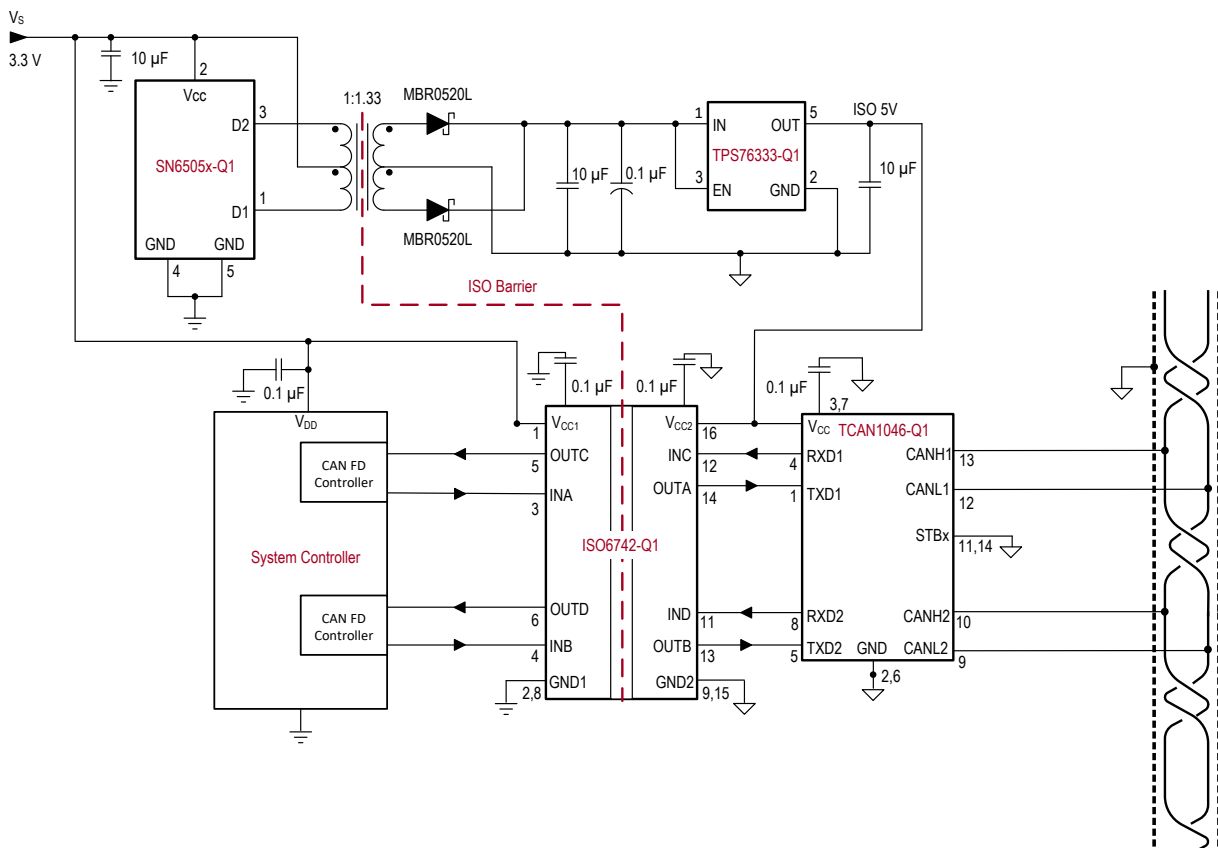 VS
3.3 V
10 µF
2
Vcc
3
D2
SN6505x-Q1
D1
1
GND
GND
4
5
1:1.33
MBR0520L
MBR0520L
10 µF
0.1 µF
1
IN
OUT
5
TPS76333-Q1
3
EN
GND
2
ISO 5V
10 µF
ISO Barrier
0.1 µF
VDD
CAN FD
Controller
System Controller
CAN FD
Controller
0.1 µF
0.1 µF
VCC1
1
OUTC
5
INA
3
ISO6742-Q1
OUTD
6
INB
4
GND1
2,8
VCC2
16
INC
12
OUTA
14
IND
11
OUTB
13
GND2
9,15
0.1 µF
3,7
VCC
TCAN1046-Q1
RXD1
4
TXD1
1
CANH1
13
CANL1
12
STBx
11,14
RXD2
8
TXD2
5
GND
2,6
CANH2
10
CANL2
9